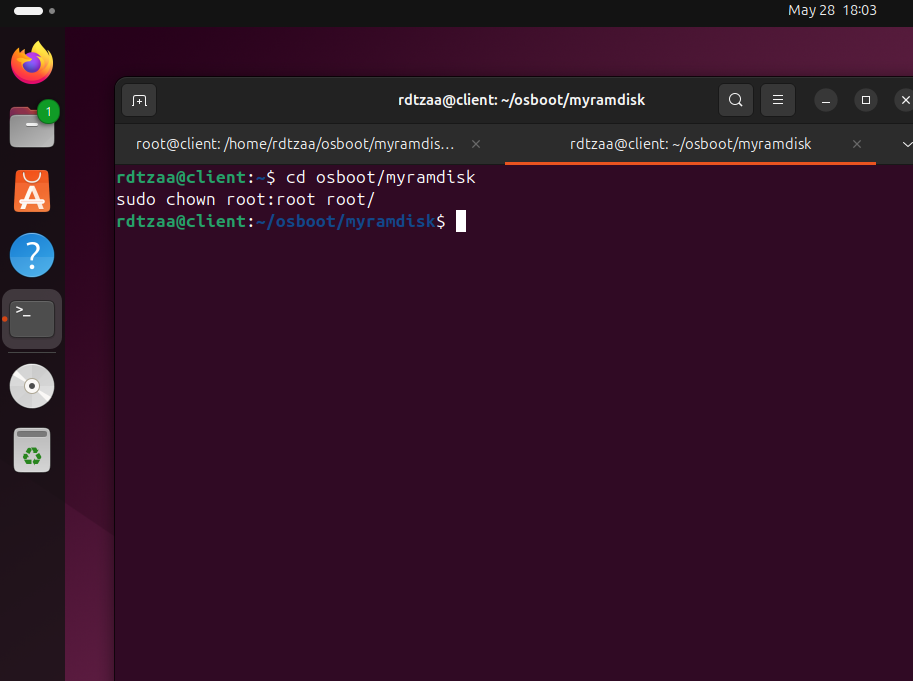 May 28 18:03
1
rdtzaa@client: ~/osboot/myramdisk
root@client: /home/rdtzaa/osboot/myramdis…
rdtzaa@client: ~/osboot/myramdisk
rdtzaa@client:~$ cd osboot/myramdisk
sudo chown root:root root/
rdtzaa@client:~/osboot/myramdisk$